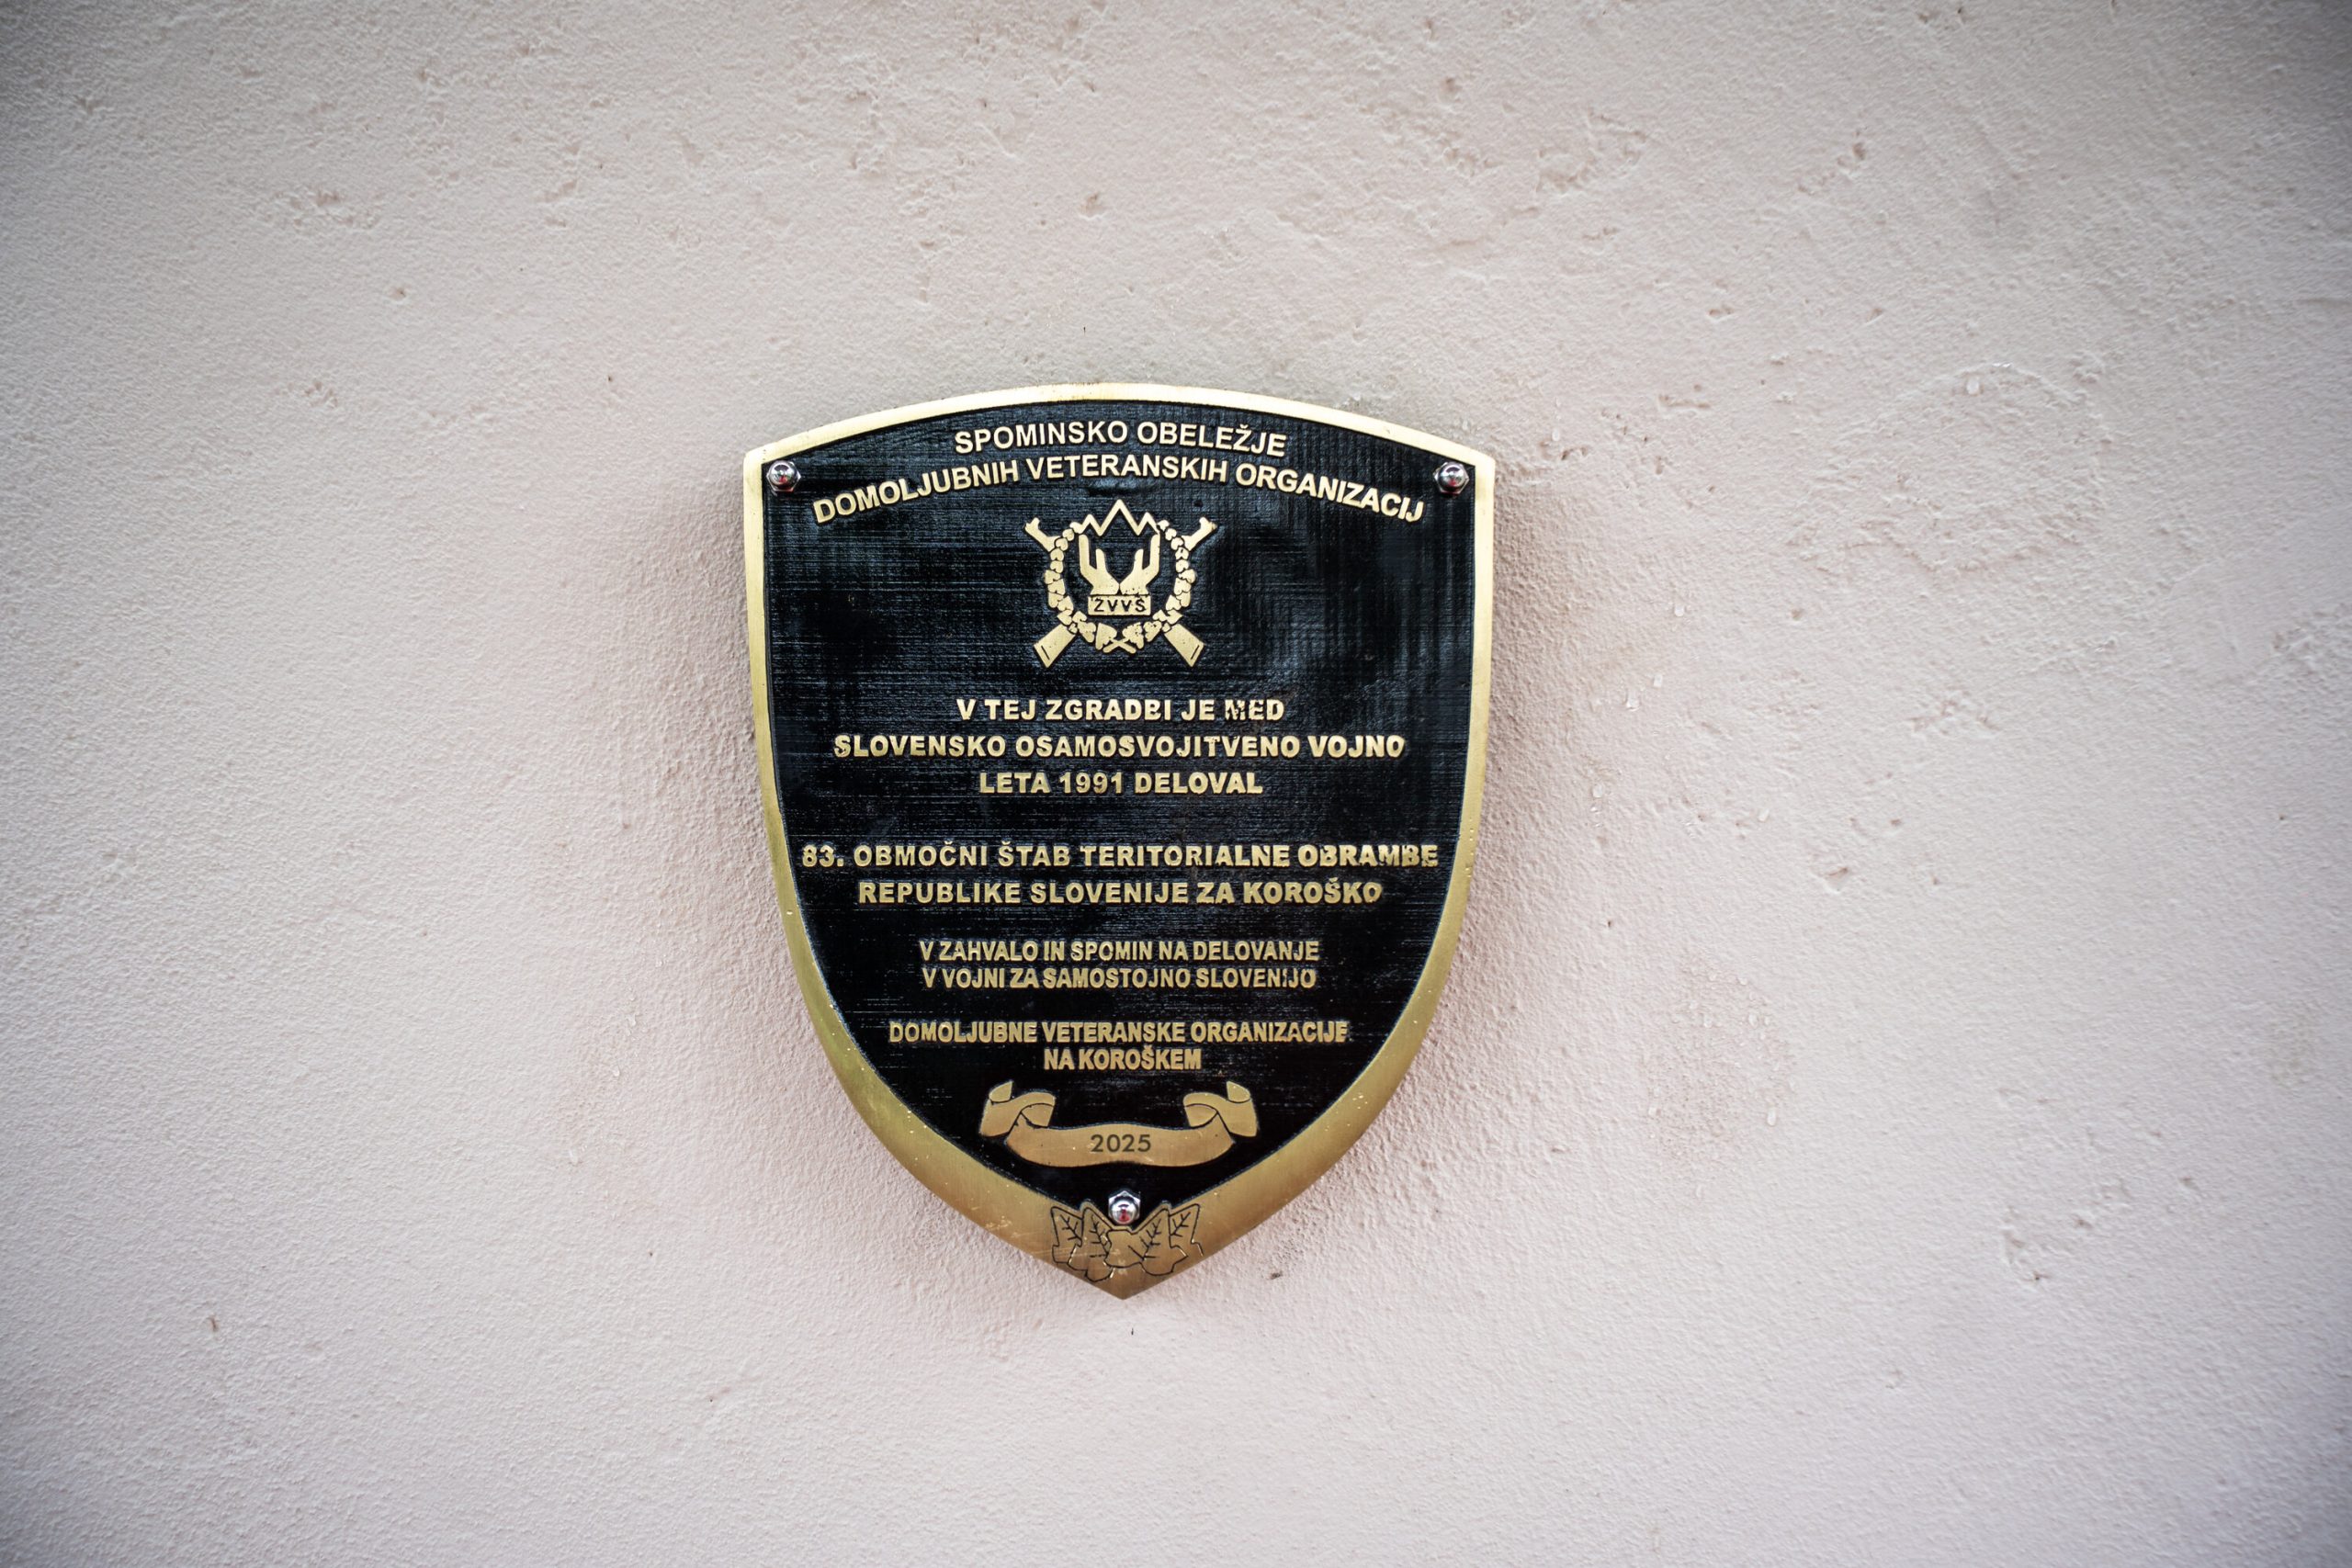 SPOMINSKO OBELEŽJE
DOMOLJUBNIH VETERANSKIH ORGANIZACIJ
ZVVS
V TEJ ZGRADBI JE MED
SLOVENSKO OSAMOSVOJITVENO VOJNO
LETA 1991 DELOVAL
83. OBMOČNI ŠTAB TERITORIALNE OBRAMBE
REPUBLIKE SLOVENIJE ZA KOROŠKO
V ZAHVALO IN SPOMIN NA DELOVANJE
V VOJNI ZA SAMOSTOJNO SLOVENIJO
DOMOLJUBNE VETERANSKE ORGANIZACIJE
NA KOROŠKEM
2025